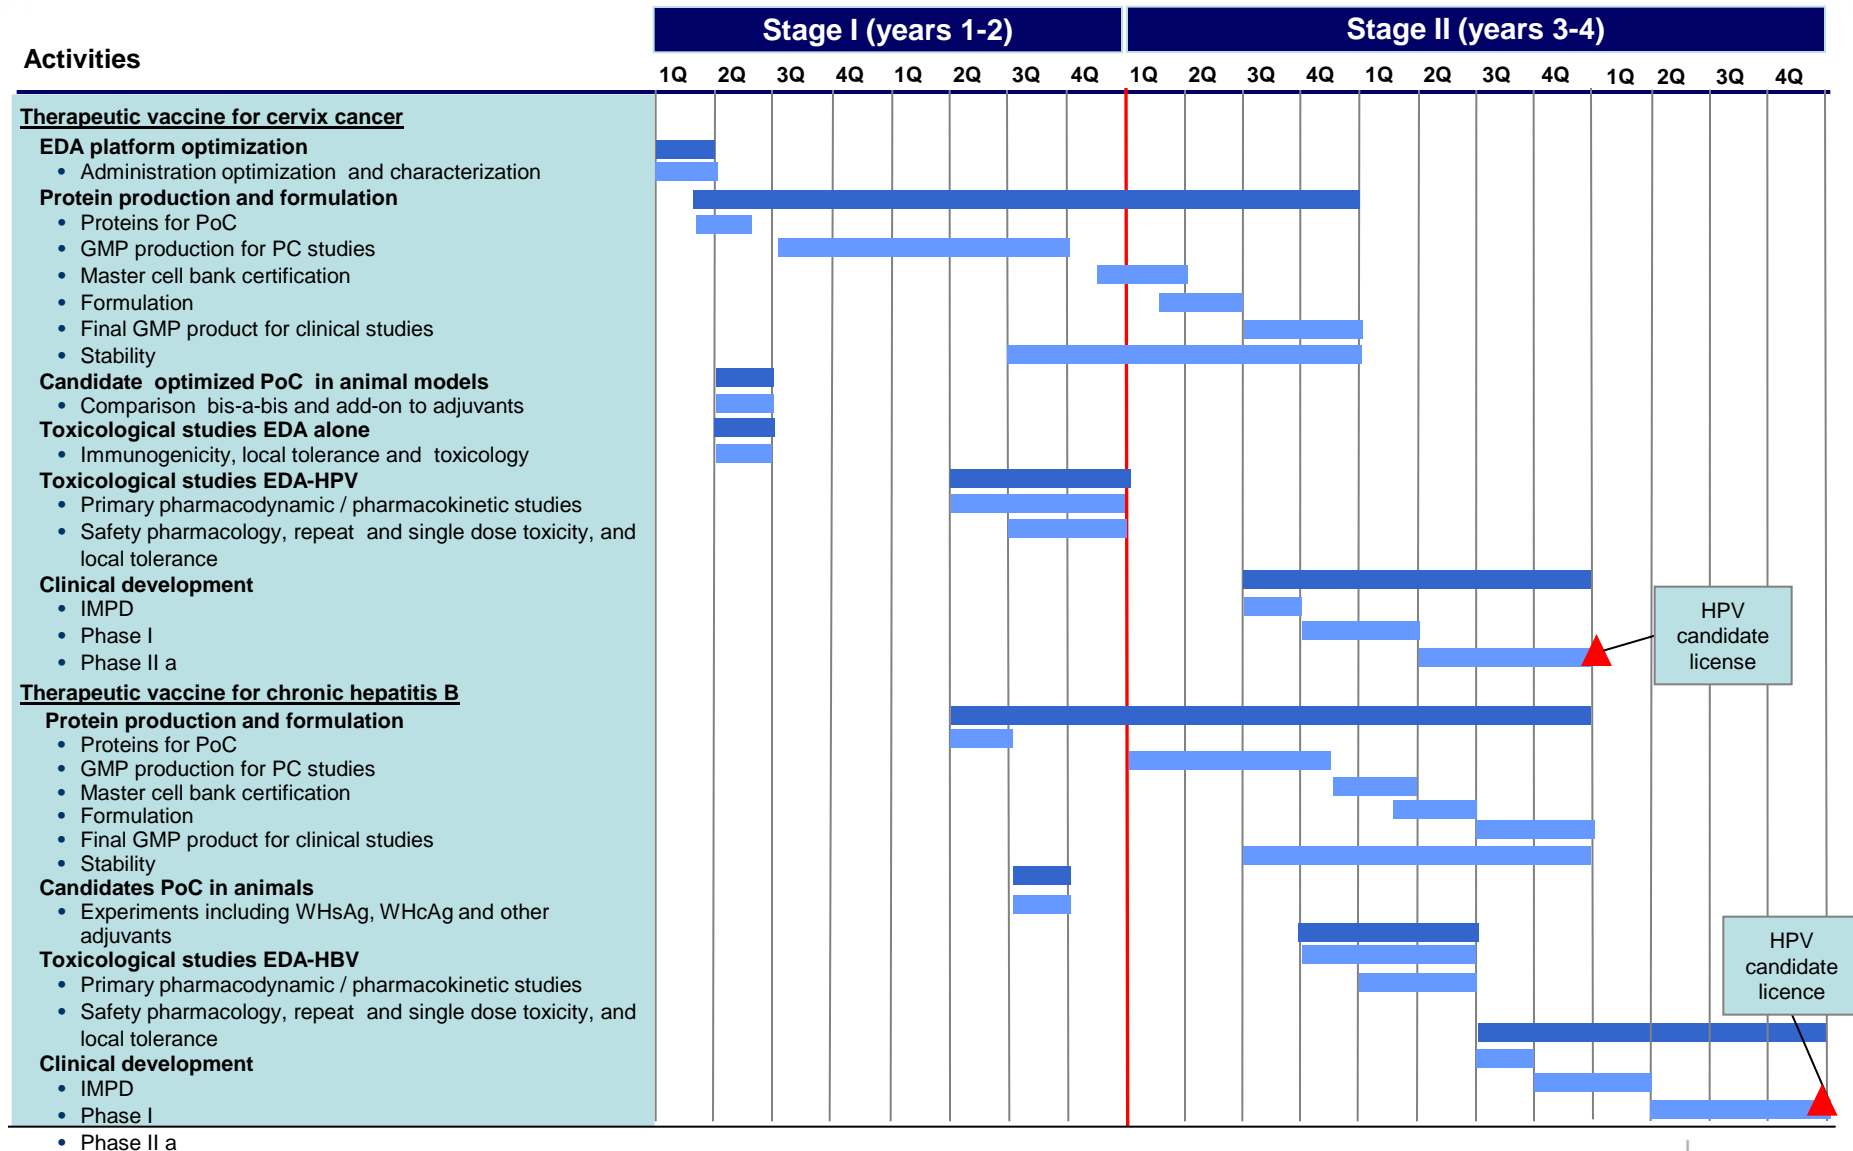 Stage I (years 1-2)
Stage II (years 3-4)
Activities
1Q 2Q 3Q 4Q 1Q 2Q 3Q 4Q 1Q 2Q 3Q 4Q 1Q 2Q 3Q 4Q 1Q 2Q 3Q 4Q
Therapeutic vaccine for cervix cancer
EDA platform optimization
• Administration optimization and characterization
Protein production and formulation
• Proteins for PoC
• GMP production for PC studies
• Master cell bank certification
• Formulation
• Final GMP product for clinical studies
• Stability
Candidate optimized PoC in animal models
• Comparison bis-a-bis and add-on to adjuvants
Toxicological studies EDA alone
• Immunogenicity, local tolerance and toxicology
Toxicological studies EDA-HPV
• Primary pharmacodynamic / pharmacokinetic studies
• Safety pharmacology, repeat and single dose toxicity, and
local tolerance
Clinical development
• IMPD
• Phase I
• Phase II a
HPV
candidate
license
Therapeutic vaccine for chronic hepatitis B
Protein production and formulation
• Proteins for PoC
• GMP production for PC studies
• Master cell bank certification
• Formulation
• Final GMP product for clinical studies
• Stability
Candidates PoC in animals
• Experiments including WHsAg, WHcAg and other
adjuvants
Toxicological studies EDA-HBV
• Primary pharmacodynamic / pharmacokinetic studies
• Safety pharmacology, repeat and single dose toxicity, and
local tolerance
Clinical development
• IMPD
• Phase I
• Phase II a
HPV
candidate
licence